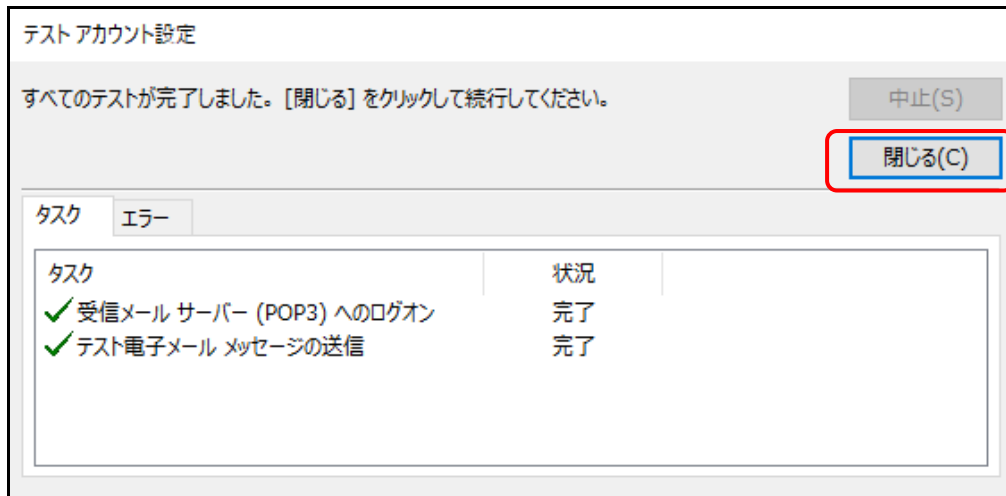 テスト アカウント設定
すべてのテストが完了しました。[閉じる] をクリックして続行してください。
中止(S)
閉じる(C)
タスク エラー
タスク 状況
受信メール サーバー (POP3) へのログオン 完了
テスト電子メール メッセージの送信 完了